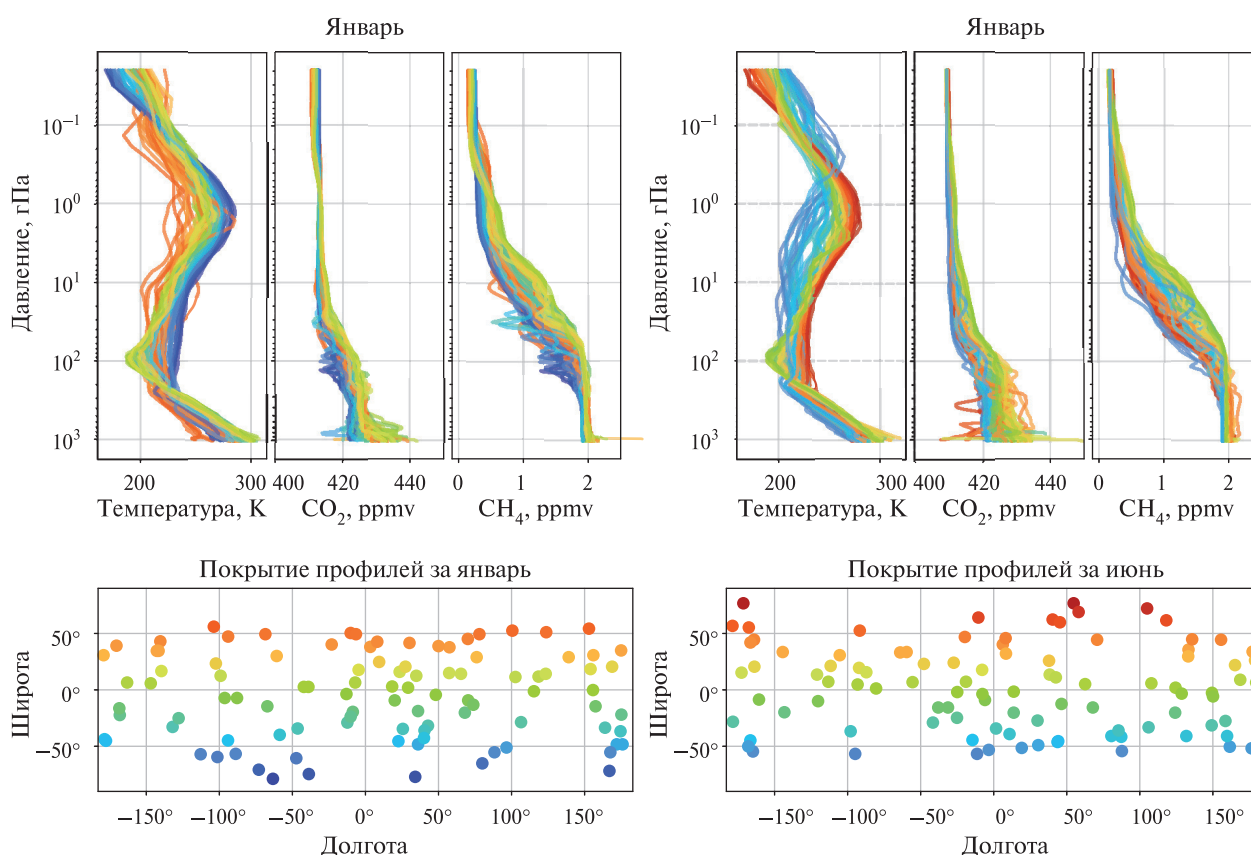 Январь
Январь
Давление, гПа
10⁻¹
10⁰
10¹
10²
10³
200 300
400 420 440
0 1 2
Температура, К
CO₂, ppmv
CH₄, ppmv
Давление, гПа
10⁻¹
10⁰
10¹
10²
10³
200 300
400 420 440
0 1 2
Температура, К
CO₂, ppmv
CH₄, ppmv
Покрытие профилей за январь
Широта
50°
0°
−50°
−150° −100° −50° 0° 50° 100° 150°
Долгота
Покрытие профилей за июнь
Широта
50°
0°
−50°
−150° −100° −50° 0° 50° 100° 150°
Долгота